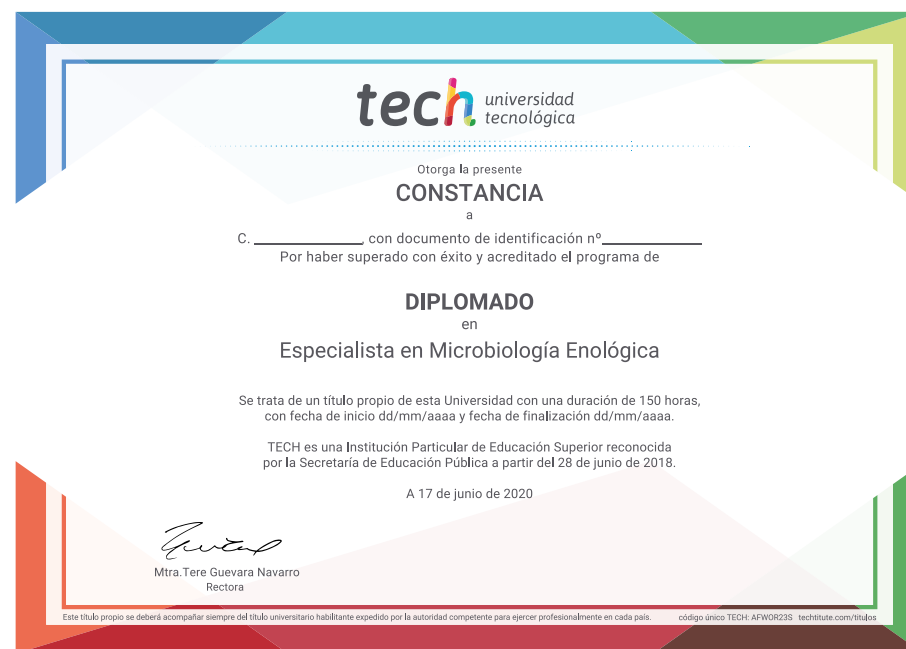 tech universidad
tecnológica
Otorga la presente
CONSTANCIA
a
C. ____________, con documento de identificación nº____________
Por haber superado con éxito y acreditado el programa de
DIPLOMADO
en
Especialista en Microbiología Enológica
Se trata de un título propio de esta Universidad con una duración de 150 horas,
con fecha de inicio dd/mm/aaaa y fecha de finalización dd/mm/aaaa.
TECH es una Institución Particular de Educación Superior reconocida
por la Secretaría de Educación Pública a partir del 28 de junio de 2018.
A 17 de junio de 2020
Mtra.Tere Guevara Navarro
Rectora
Este título propio se deberá acompañar siempre del título universitario habilitante expedido por la autoridad competente para ejercer profesionalmente en cada país. código único TECH: AFWOR23S techtitute.com/titulos